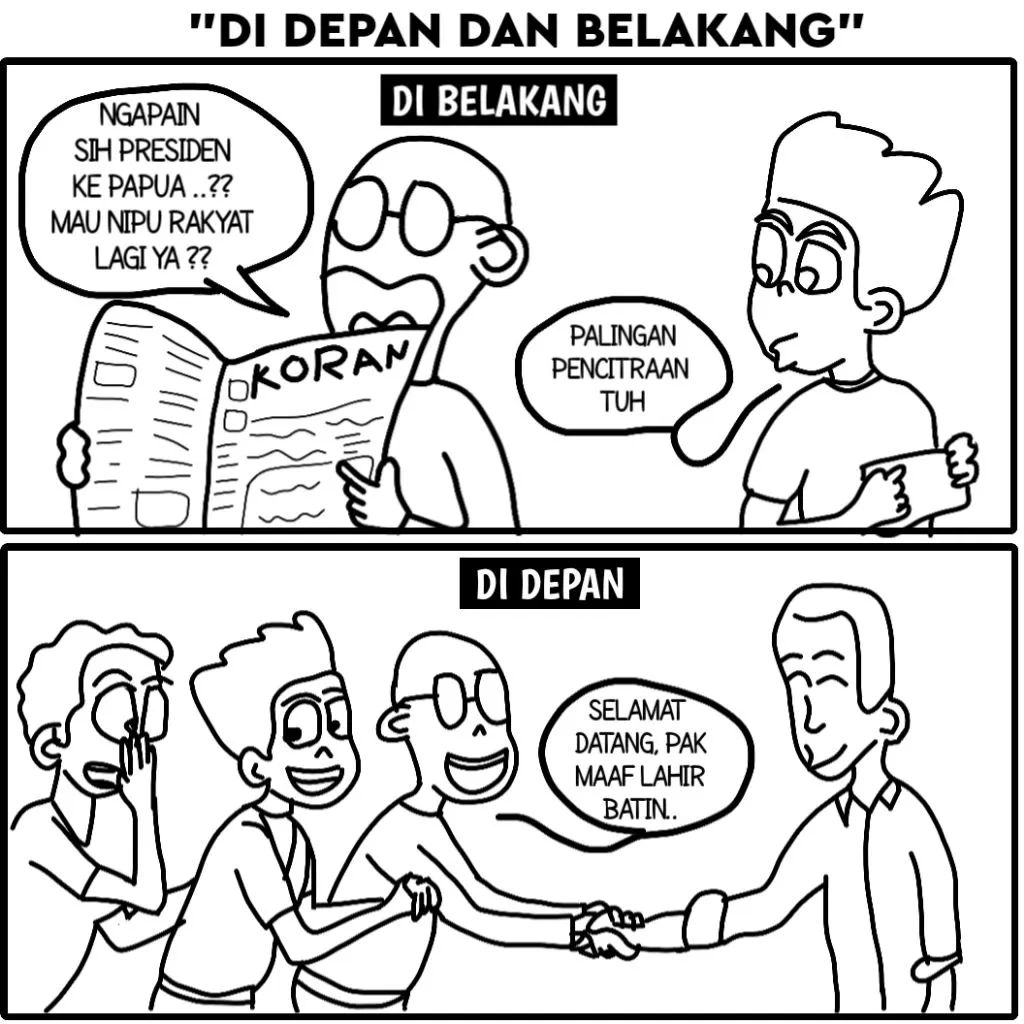 "DI DEPAN DAN BELAKANG"
DI BELAKANG
NGAPAIN
SIH PRESIDEN
KE PAPUA ..??
MAU NIPU RAKYAT
LAGI YA ??
KORAN
PALINGAN
PENCITRAAN
TUH
DI DEPAN
SELAMAT
DATANG, PAK
MAAF LAHIR
BATIN..